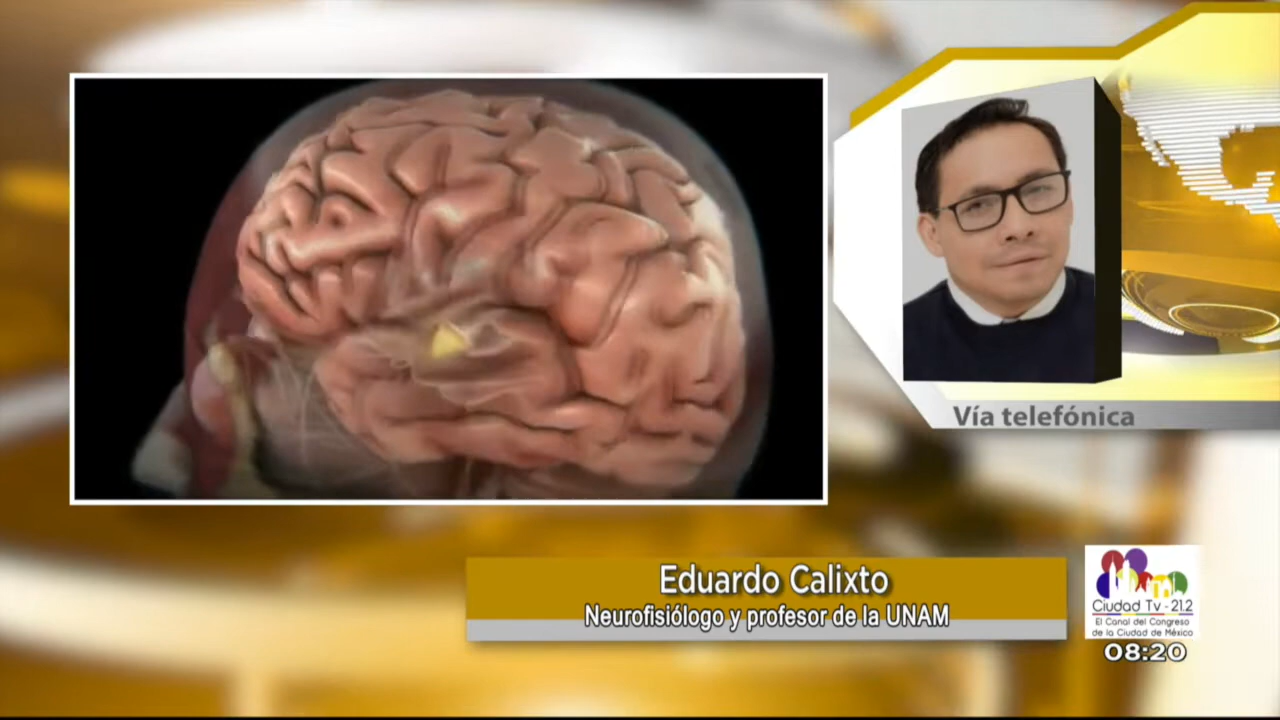 Vía telefónica
Eduardo Calixto
Neurofisiólogo y profesor de la UNAM
Ciudad Tv - 21.2
El Canal del Congreso
de la Ciudad de México
08:20